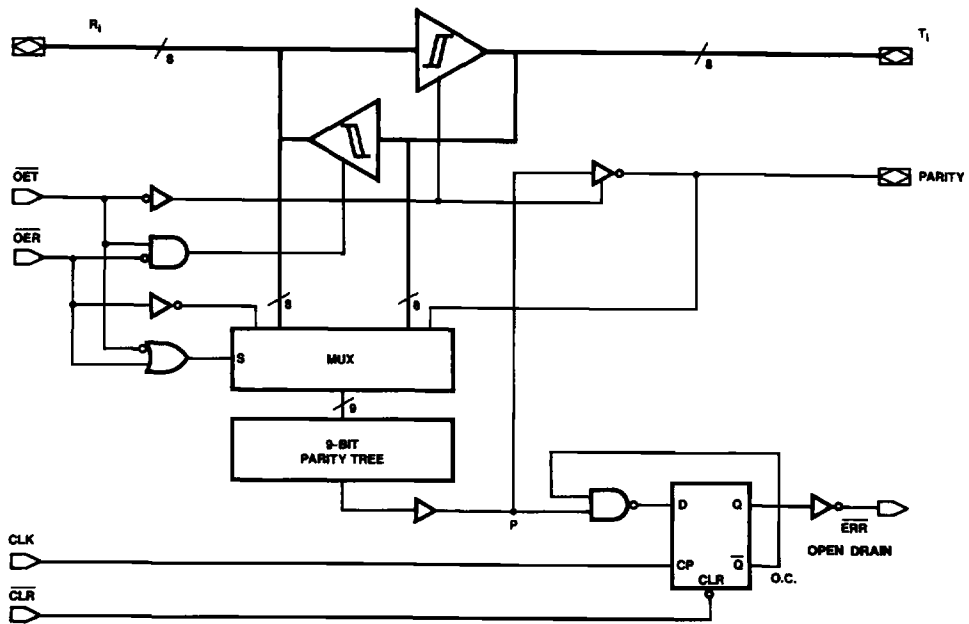 Ri
8
8
Ti
OET
PARITY
OER
8
8
S
MUX
9
9-BIT
PARITY TREE
P
D
Q
ERR
OPEN DRAIN
CLK
CP
Q
CLR
O.C.
CLR